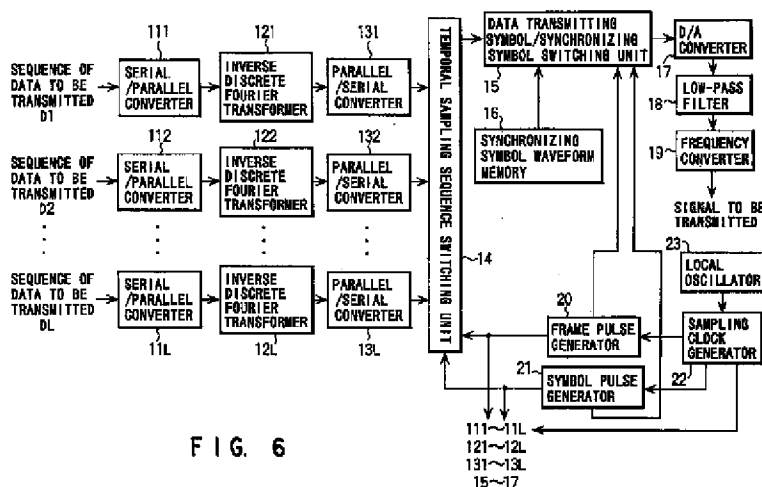 111
121
131
SEQUENCE OF
DATA TO BE
TRANSMITTED
D1
SERIAL
/PARALLEL
CONVERTER
INVERSE
DISCRETE
FOURIER
TRANSFORMER
PARALLEL
/SERIAL
CONVERTER
112
122
132
SEQUENCE OF
DATA TO BE
TRANSMITTED
D2
SERIAL
/PARALLEL
CONVERTER
INVERSE
DISCRETE
FOURIER
TRANSFORMER
PARALLEL
/SERIAL
CONVERTER
SEQUENCE OF
DATA TO BE
TRANSMITTED
DL
SERIAL
/PARALLEL
CONVERTER
INVERSE
DISCRETE
FOURIER
TRANSFORMER
PARALLEL
/SERIAL
CONVERTER
11L
12L
13L
TEMPORAL SAMPLING SEQUENCE SWITCHING UNIT
14
DATA TRANSMITTING
SYMBOL/SYNCHRONIZING
SYMBOL SWITCHING UNIT
15
16
SYNCHRONIZING
SYMBOL WAVEFORM
MEMORY
D/A
CONVERTER
17
18
LOW-PASS
FILTER
19
FREQUENCY
CONVERTER
SIGNAL TO BE
TRANSMITTED
23
LOCAL
OSCILLATOR
20
FRAME PULSE
GENERATOR
SAMPLING
CLOCK
GENERATOR
22
21
SYMBOL PULSE
GENERATOR
111~11L
121~12L
131~13L
15~17
FIG. 6